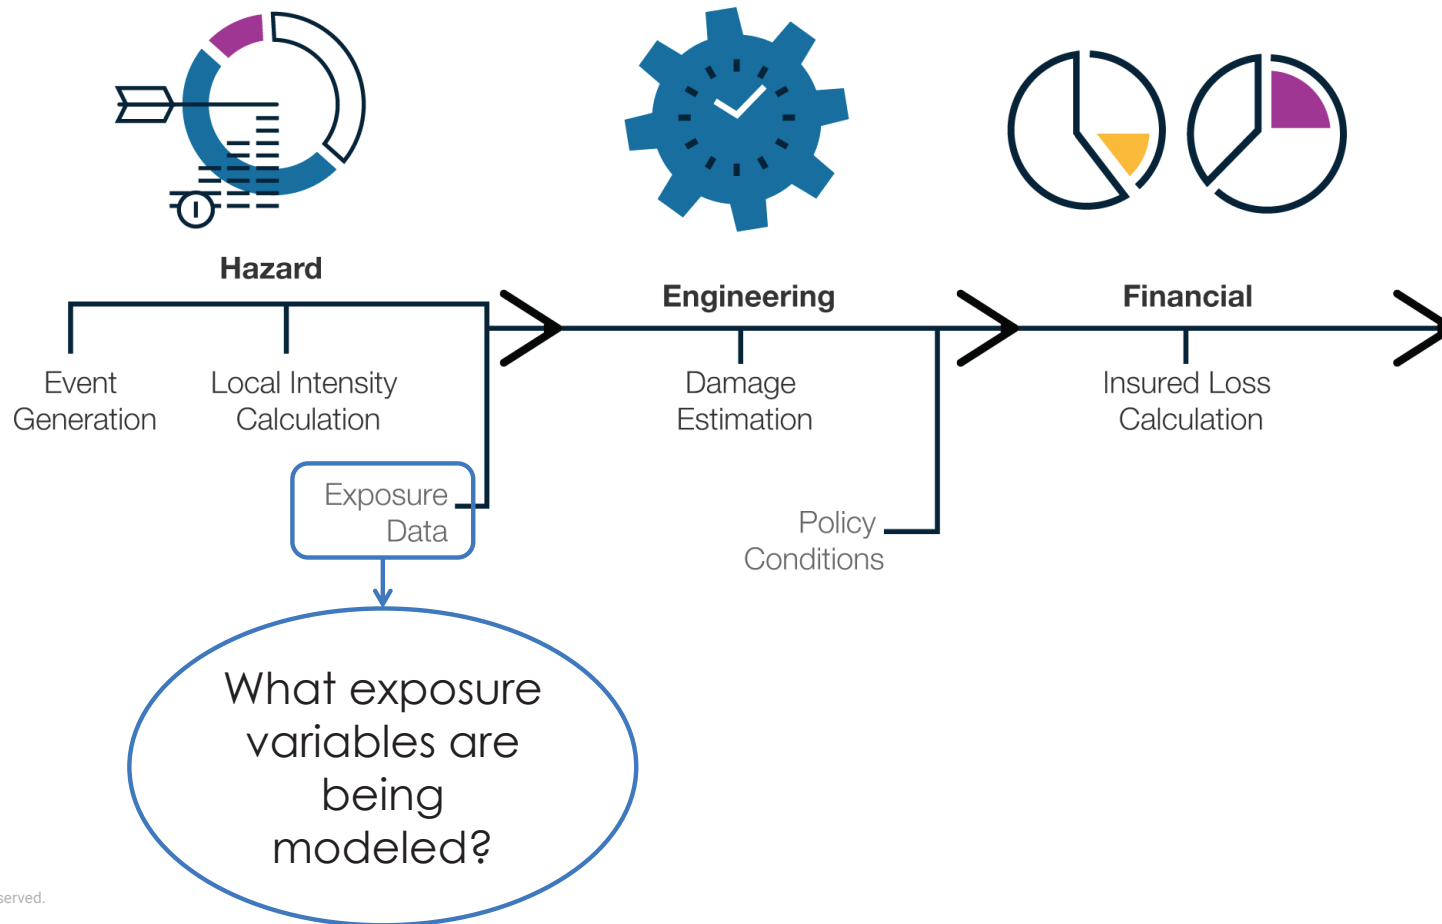 Hazard
Event
Generation
Local Intensity
Calculation
Exposure
Data
Engineering
Damage
Estimation
Policy
Conditions
Financial
Insured Loss
Calculation
What exposure
variables are
being
modeled?
served.